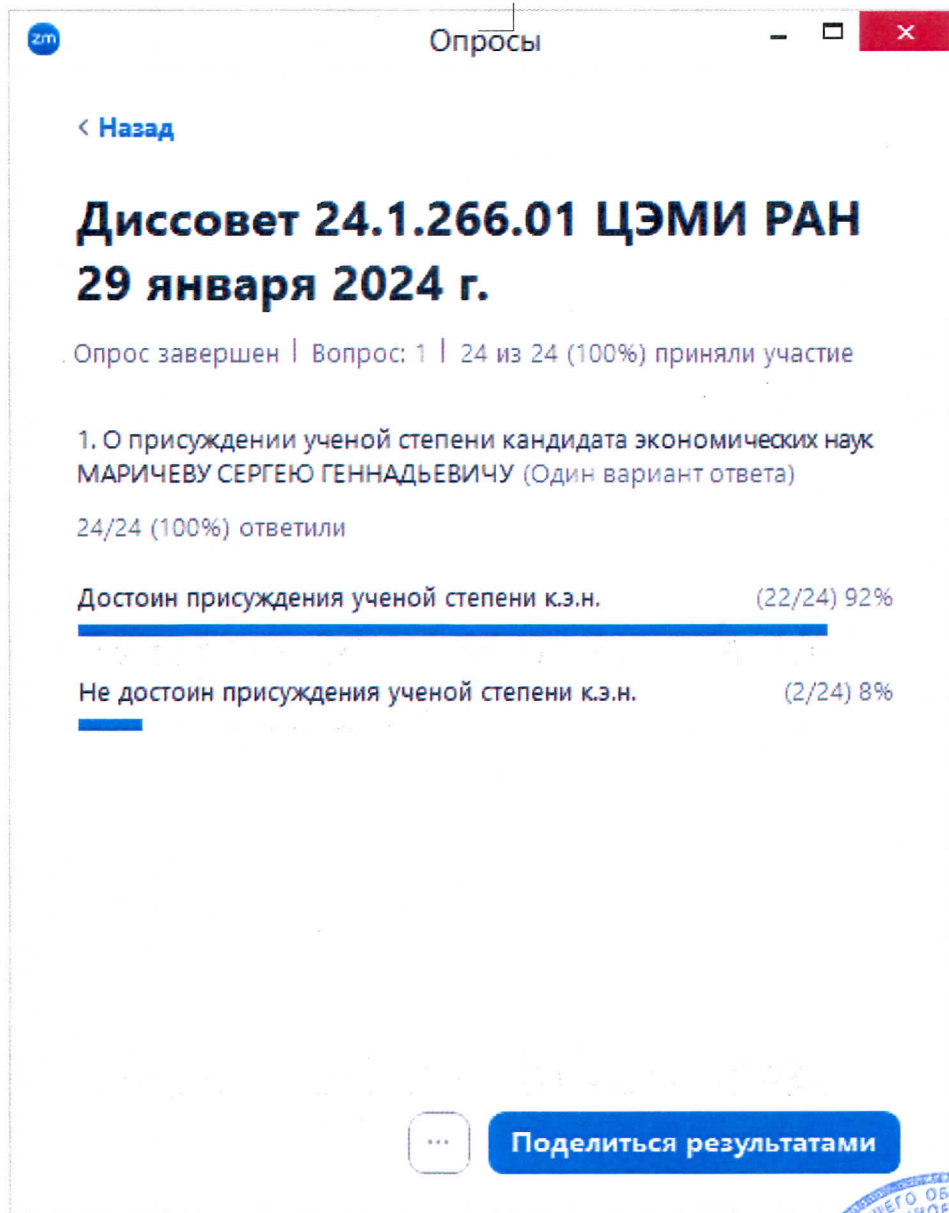 zm
Опросы
< Назад
Диссовет 24.1.266.01 ЦЭМИ РАН
29 января 2024 г.
Опрос завершен | Вопрос: 1 | 24 из 24 (100%) приняли участие
1. О присуждении ученой степени кандидата экономических наук
МАРИЧЕВУ СЕРГЕЮ ГЕННАДЬЕВИЧУ (Один вариант ответа)
24/24 (100%) ответили
Достоин присуждения ученой степени к.э.н. (22/24) 92%
Не достоин присуждения ученой степени к.э.н. (2/24) 8%
... Поделиться результатами